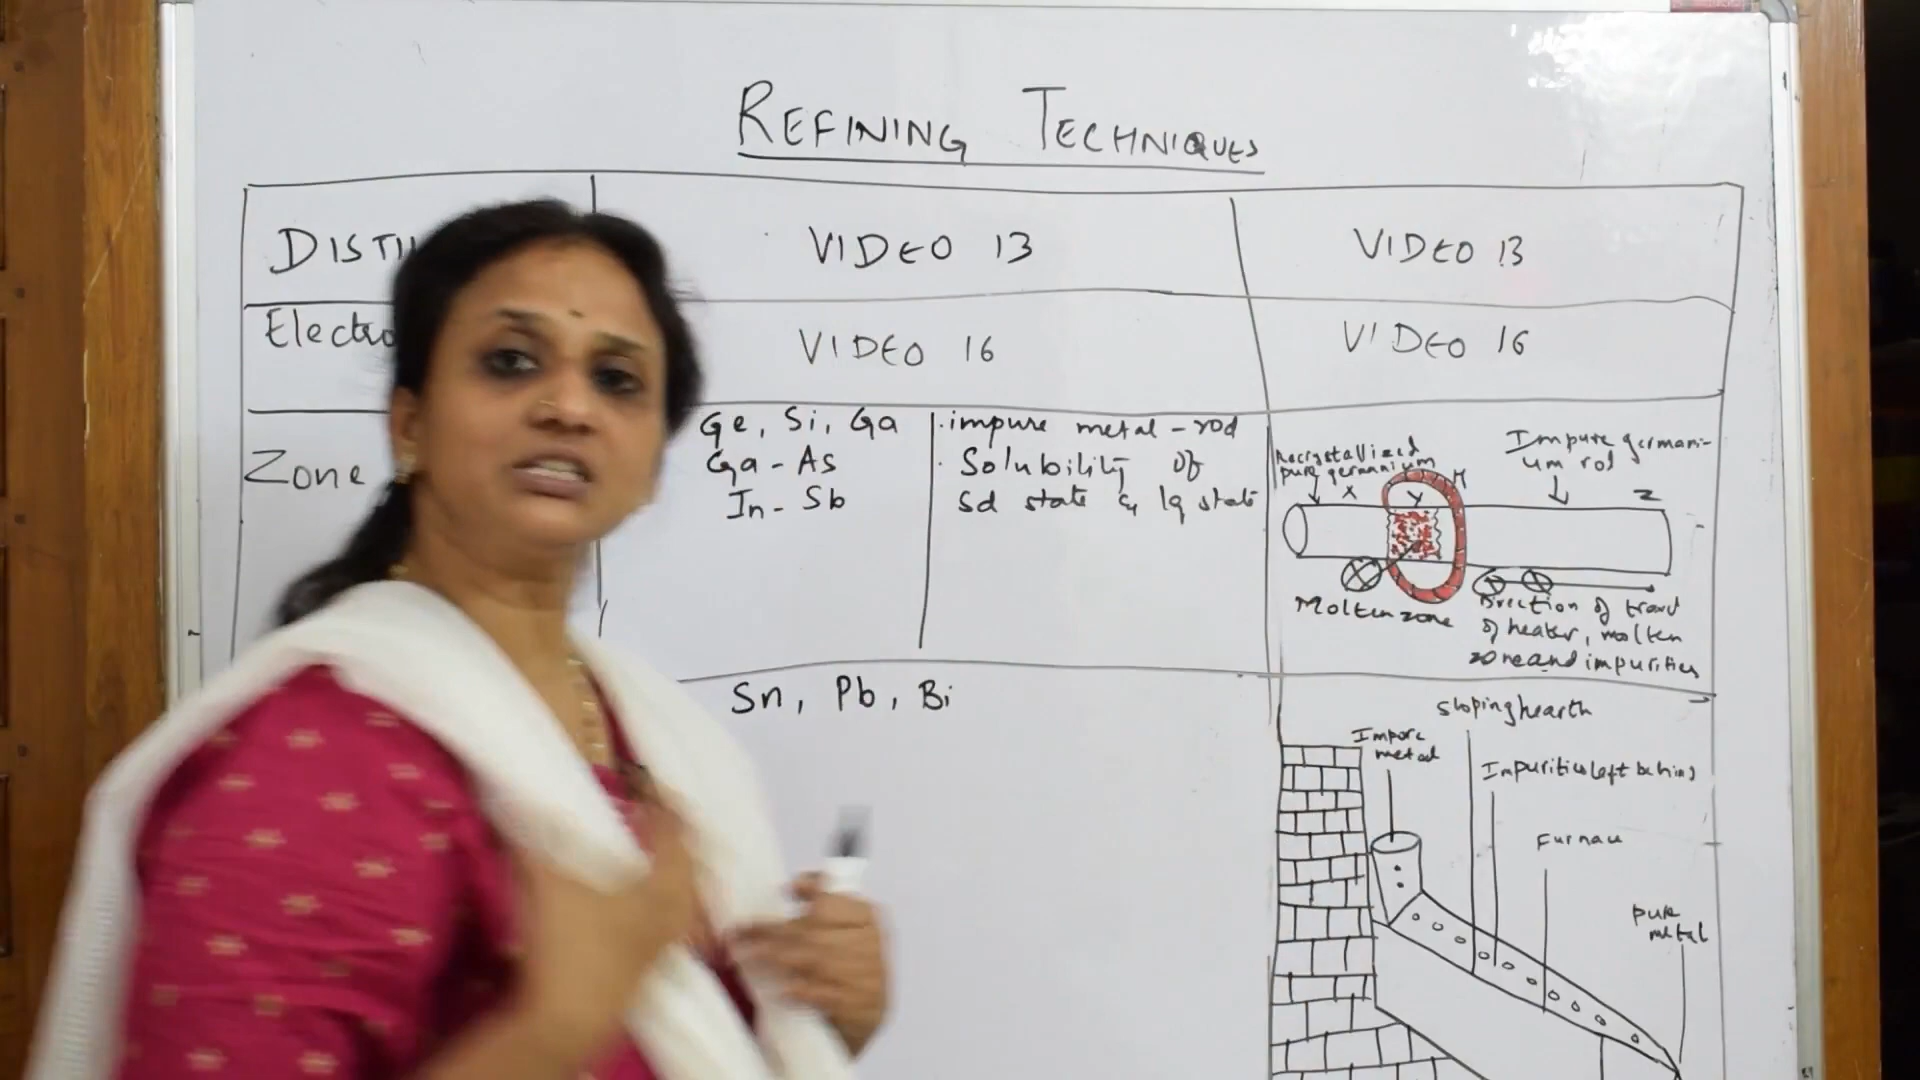 REFINING TECHNIQUES
VIDEO 13
VIDEO 13
VIDEO 16
VIDEO 16
Zone
Ge, Si, Ga
Ga - As
In - Sb
. impure metal - rod
. Solubility of
Sd state & lq state
Recrystallized
pure germanium
X
Y
H
Impure germani-
um rod
Z
Molten zone
Direction of travel
of heater, molten
zone and impurities
Sn, Pb, Bi
Sloping hearth
Impure
metal
Impurities left behind
Furnace
pure
metal